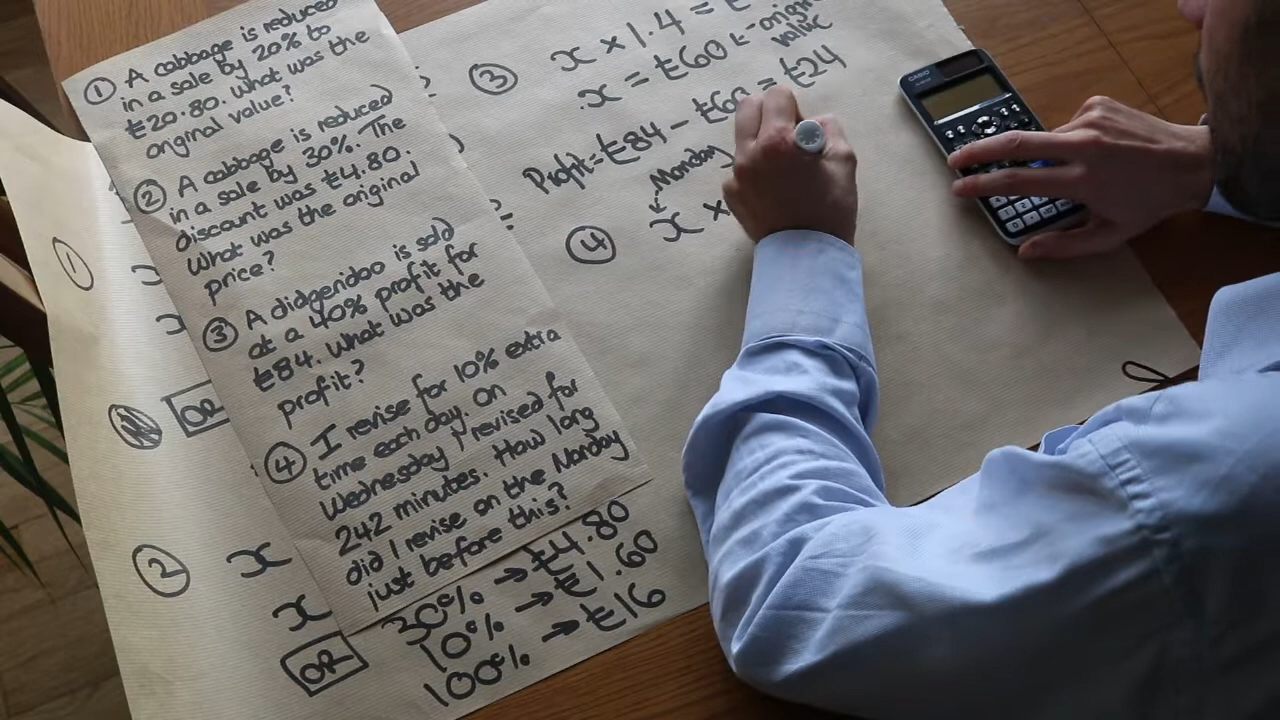 ① A cabbage is reduced
in a sale by 20% to
£20.80. What was the
original value?
② A cabbage is reduced
in a sale by 30%. The
discount was £4.80.
What was the original
price?
③ A didgeridoo is sold
at a 40% profit for
£84. What was the
profit?
④ I revise for 10% extra
time each day. On
Wednesday I revised for
242 minutes. How long
did I revise on the Monday
just before this?
①
x
x
OR
② x
x
OR
30% → £4.80
10% → £1.60
100% → £16
③ x × 1.4 = £
x = £60 ← original
value
Profit = £84 - £60 = £24
Monday
④ x ×
CASIO